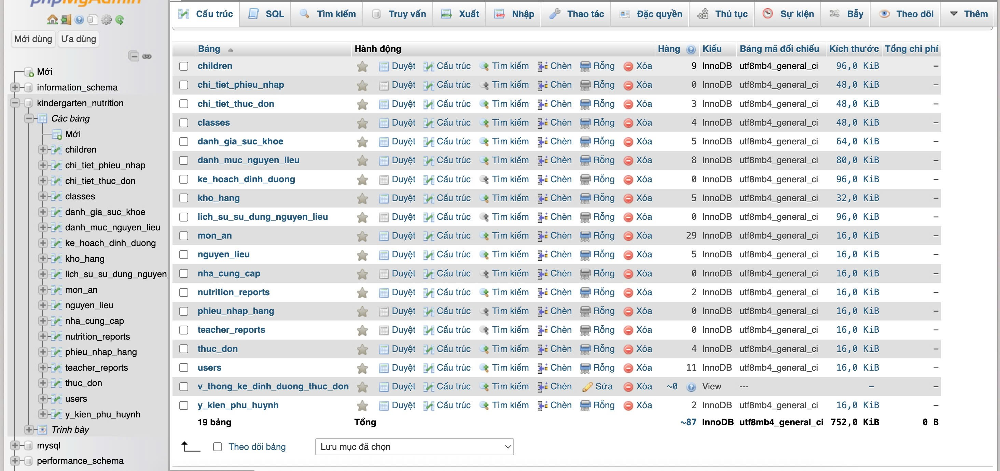 phpMyAdmin
Mới dùng Ưa dùng
Mới
information_schema
kindergarten_nutrition
Các bảng
Mới
children
chi_tiet_phieu_nhap
chi_tiet_thuc_don
classes
danh_gia_suc_khoe
danh_muc_nguyen_lieu
ke_hoach_dinh_duong
kho_hang
lich_su_su_dung_nguyen_
mon_an
nguyen_lieu
nha_cung_cap
nutrition_reports
phieu_nhap_hang
teacher_reports
thuc_don
users
y_kien_phu_huynh
Trình bày
mysql
performance_schema
Cấu trúc SQL Tìm kiếm Truy vấn Xuất Nhập Thao tác Đặc quyền Thủ tục Sự kiện Bẫy Theo dõi Thêm
Bảng Hành động Hàng Kiểu Bảng mã đối chiếu Kích thước Tổng chi phí
children Duyệt Cấu trúc Tìm kiếm Chèn Rỗng Xóa 9 InnoDB utf8mb4_general_ci 96,0 KiB –
chi_tiet_phieu_nhap Duyệt Cấu trúc Tìm kiếm Chèn Rỗng Xóa 0 InnoDB utf8mb4_general_ci 48,0 KiB –
chi_tiet_thuc_don Duyệt Cấu trúc Tìm kiếm Chèn Rỗng Xóa 3 InnoDB utf8mb4_general_ci 48,0 KiB –
classes Duyệt Cấu trúc Tìm kiếm Chèn Rỗng Xóa 4 InnoDB utf8mb4_general_ci 48,0 KiB –
danh_gia_suc_khoe Duyệt Cấu trúc Tìm kiếm Chèn Rỗng Xóa 5 InnoDB utf8mb4_general_ci 64,0 KiB –
danh_muc_nguyen_lieu Duyệt Cấu trúc Tìm kiếm Chèn Rỗng Xóa 8 InnoDB utf8mb4_general_ci 80,0 KiB –
ke_hoach_dinh_duong Duyệt Cấu trúc Tìm kiếm Chèn Rỗng Xóa 0 InnoDB utf8mb4_general_ci 96,0 KiB –
kho_hang Duyệt Cấu trúc Tìm kiếm Chèn Rỗng Xóa 5 InnoDB utf8mb4_general_ci 32,0 KiB –
lich_su_su_dung_nguyen_lieu Duyệt Cấu trúc Tìm kiếm Chèn Rỗng Xóa 0 InnoDB utf8mb4_general_ci 96,0 KiB –
mon_an Duyệt Cấu trúc Tìm kiếm Chèn Rỗng Xóa 29 InnoDB utf8mb4_general_ci 16,0 KiB –
nguyen_lieu Duyệt Cấu trúc Tìm kiếm Chèn Rỗng Xóa 5 InnoDB utf8mb4_general_ci 16,0 KiB –
nha_cung_cap Duyệt Cấu trúc Tìm kiếm Chèn Rỗng Xóa 0 InnoDB utf8mb4_general_ci 16,0 KiB –
nutrition_reports Duyệt Cấu trúc Tìm kiếm Chèn Rỗng Xóa 2 InnoDB utf8mb4_general_ci 16,0 KiB –
phieu_nhap_hang Duyệt Cấu trúc Tìm kiếm Chèn Rỗng Xóa 0 InnoDB utf8mb4_general_ci 16,0 KiB –
teacher_reports Duyệt Cấu trúc Tìm kiếm Chèn Rỗng Xóa 0 InnoDB utf8mb4_general_ci 16,0 KiB –
thuc_don Duyệt Cấu trúc Tìm kiếm Chèn Rỗng Xóa 4 InnoDB utf8mb4_general_ci 16,0 KiB –
users Duyệt Cấu trúc Tìm kiếm Chèn Rỗng Xóa 11 InnoDB utf8mb4_general_ci 16,0 KiB –
v_thong_ke_dinh_duong_thuc_don Duyệt Cấu trúc Tìm kiếm Chèn Sửa Xóa ~0 View --- – –
y_kien_phu_huynh Duyệt Cấu trúc Tìm kiếm Chèn Rỗng Xóa 2 InnoDB utf8mb4_general_ci 16,0 KiB –
19 bảng Tổng ~87 InnoDB utf8mb4_general_ci 752,0 KiB 0 B
Theo dõi bảng Lưu mục đã chọn